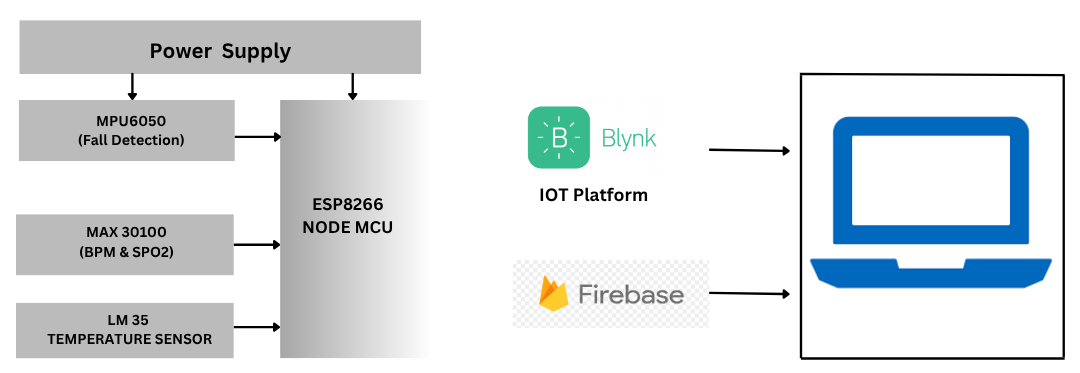 Power Supply
MPU6050
(Fall Detection)
MAX 30100
(BPM & SPO2)
LM 35
TEMPERATURE SENSOR
ESP8266
NODE MCU
B Blynk
IOT Platform
Firebase